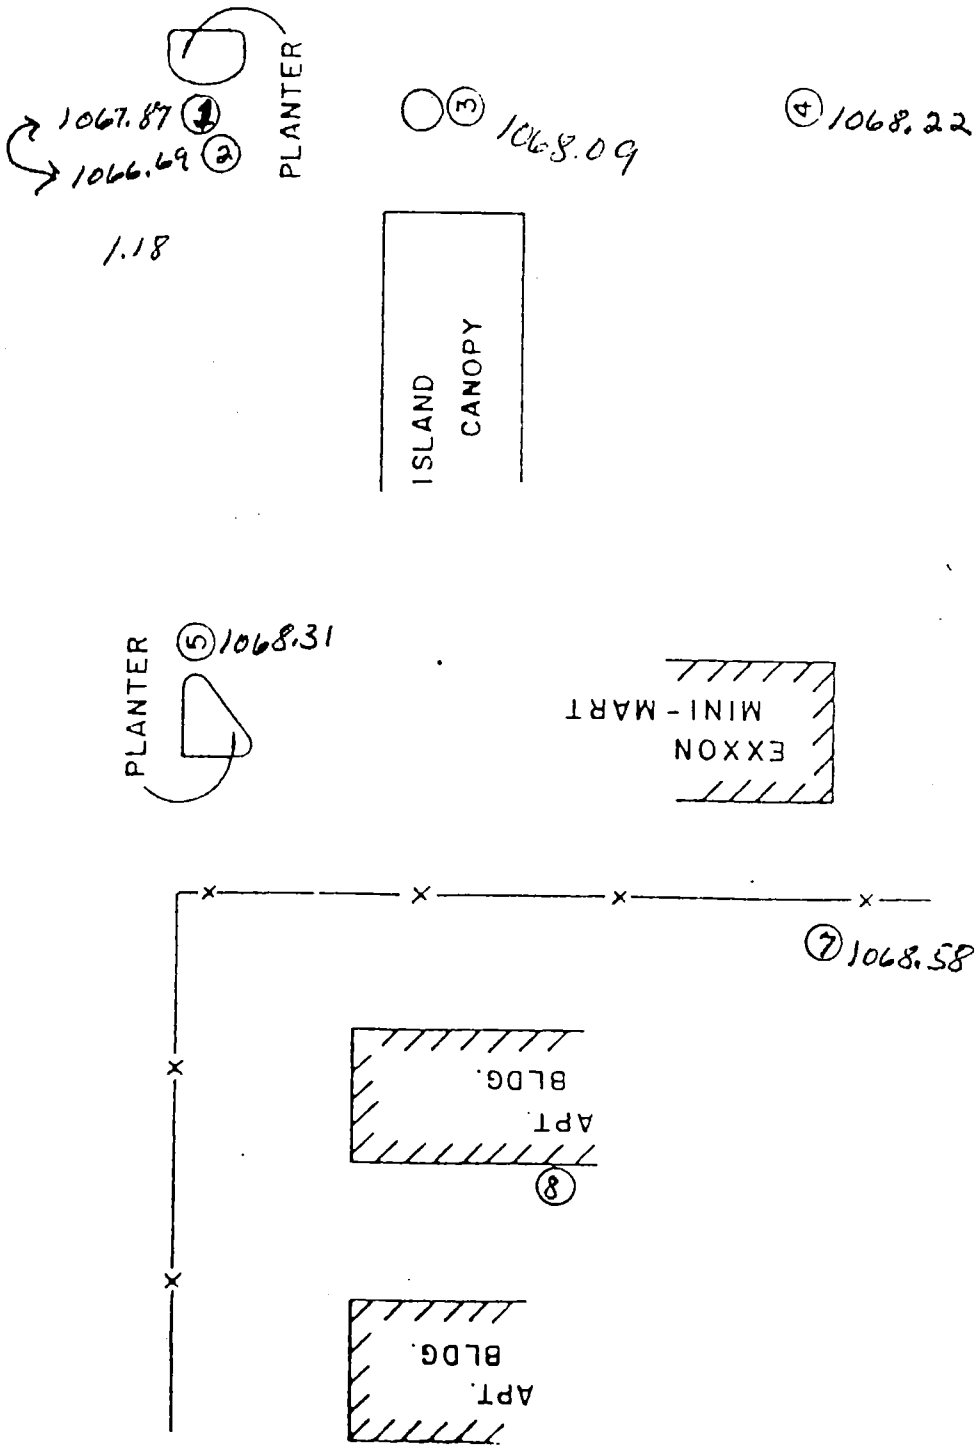 PLANTER
1067.87 1
1066.69 2
1.18
3 1068.09
4 1068.22
ISLAND
CANOPY
PLANTER
5 1068.31
EXXON
MINI-MART
7 1068.58
APT.
BLDG.
8
APT.
BLDG.